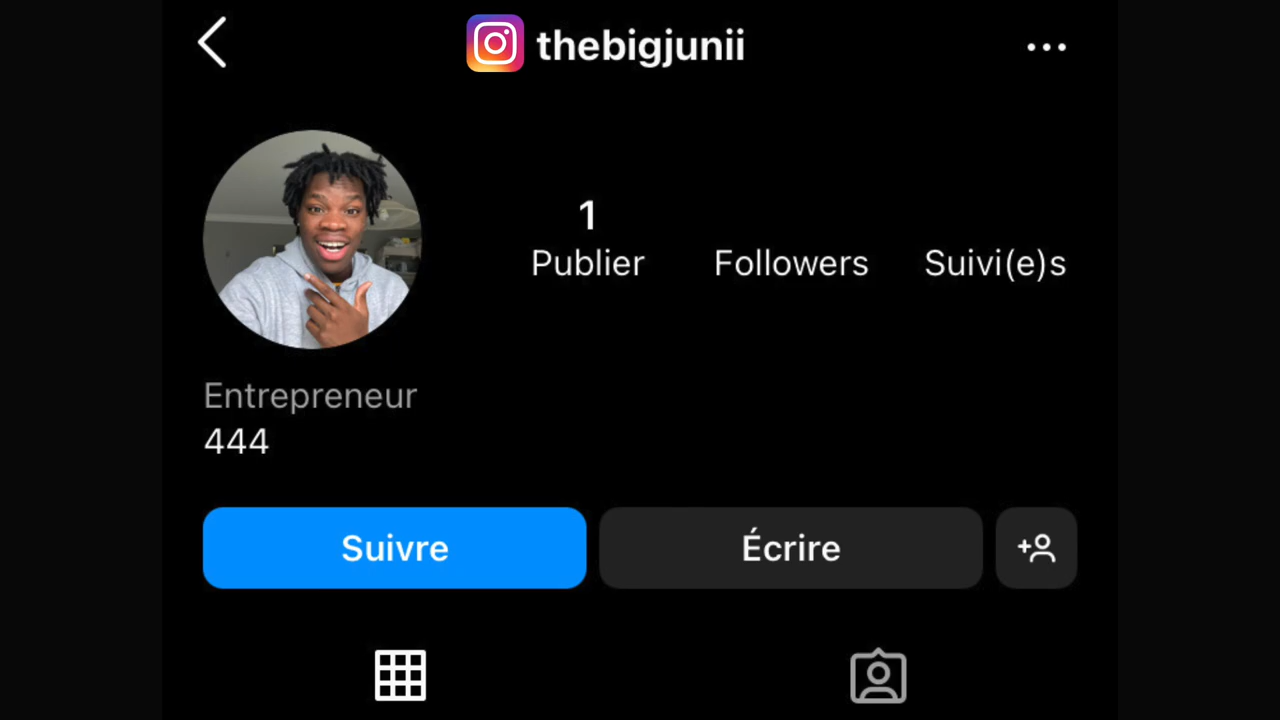 thebigjunii
1
Publier Followers Suivi(e)s
Entrepreneur
444
Suivre Écrire